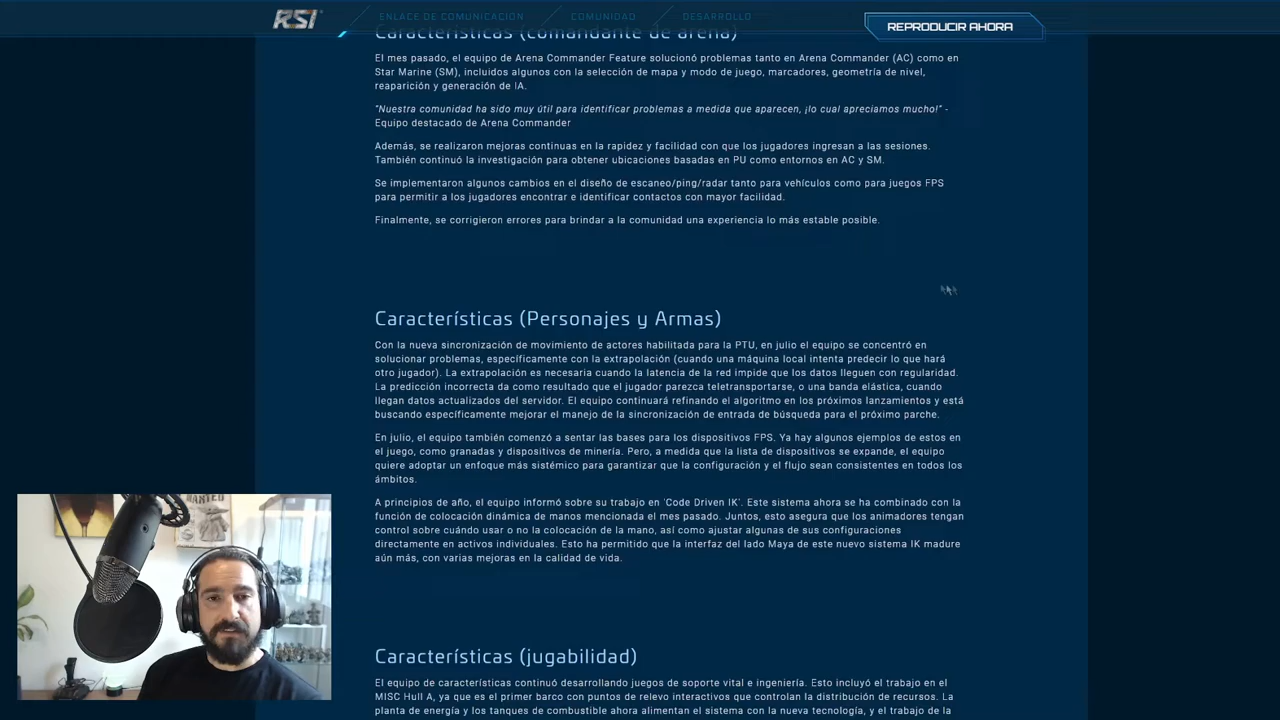 RSI
ENLACE DE COMUNICACIÓN
COMUNIDAD
DESARROLLO
REPRODUCIR AHORA
Características (comandante de arena)
El mes pasado, el equipo de Arena Commander Feature solucionó problemas tanto en Arena Commander (AC) como en
Star Marine (SM), incluidos algunos con la selección de mapa y modo de juego, marcadores, geometría de nivel,
reaparición y generación de IA.
"Nuestra comunidad ha sido muy útil para identificar problemas a medida que aparecen, ¡lo cual apreciamos mucho!" -
Equipo destacado de Arena Commander
Además, se realizaron mejoras continuas en la rapidez y facilidad con que los jugadores ingresan a las sesiones.
También continuó la investigación para obtener ubicaciones basadas en PU como entornos en AC y SM.
Se implementaron algunos cambios en el diseño de escaneo/ping/radar tanto para vehículos como para juegos FPS
para permitir a los jugadores encontrar e identificar contactos con mayor facilidad.
Finalmente, se corrigieron errores para brindar a la comunidad una experiencia lo más estable posible.
Características (Personajes y Armas)
Con la nueva sincronización de movimiento de actores habilitada para la PTU, en julio el equipo se concentró en
solucionar problemas, específicamente con la extrapolación (cuando una máquina local intenta predecir lo que hará
otro jugador). La extrapolación es necesaria cuando la latencia de la red impide que los datos lleguen con regularidad.
La predicción incorrecta da como resultado que el jugador parezca teletransportarse, o una banda elástica, cuando
llegan datos actualizados del servidor. El equipo continuará refinando el algoritmo en los próximos lanzamientos y está
buscando específicamente mejorar el manejo de la sincronización de entrada de búsqueda para el próximo parche.
En julio, el equipo también comenzó a sentar las bases para los dispositivos FPS. Ya hay algunos ejemplos de estos en
el juego, como granadas y dispositivos de minería. Pero, a medida que la lista de dispositivos se expande, el equipo
quiere adoptar un enfoque más sistémico para garantizar que la configuración y el flujo sean consistentes en todos los
ámbitos.
A principios de año, el equipo informó sobre su trabajo en 'Code Driven IK'. Este sistema ahora se ha combinado con la
función de colocación dinámica de manos mencionada el mes pasado. Juntos, esto asegura que los animadores tengan
control sobre cuándo usar o no la colocación de la mano, así como ajustar algunas de sus configuraciones
directamente en activos individuales. Esto ha permitido que la interfaz del lado Maya de este nuevo sistema IK madure
aún más, con varias mejoras en la calidad de vida.
WANTED
Características (jugabilidad)
El equipo de características continuó desarrollando juegos de soporte vital e ingeniería. Esto incluyó el trabajo en el
MISC Hull A, ya que es el primer barco con puntos de relevo interactivos que controlan la distribución de recursos. La
planta de energía y los tanques de combustible ahora alimentan el sistema con la nueva tecnología, y el trabajo de la